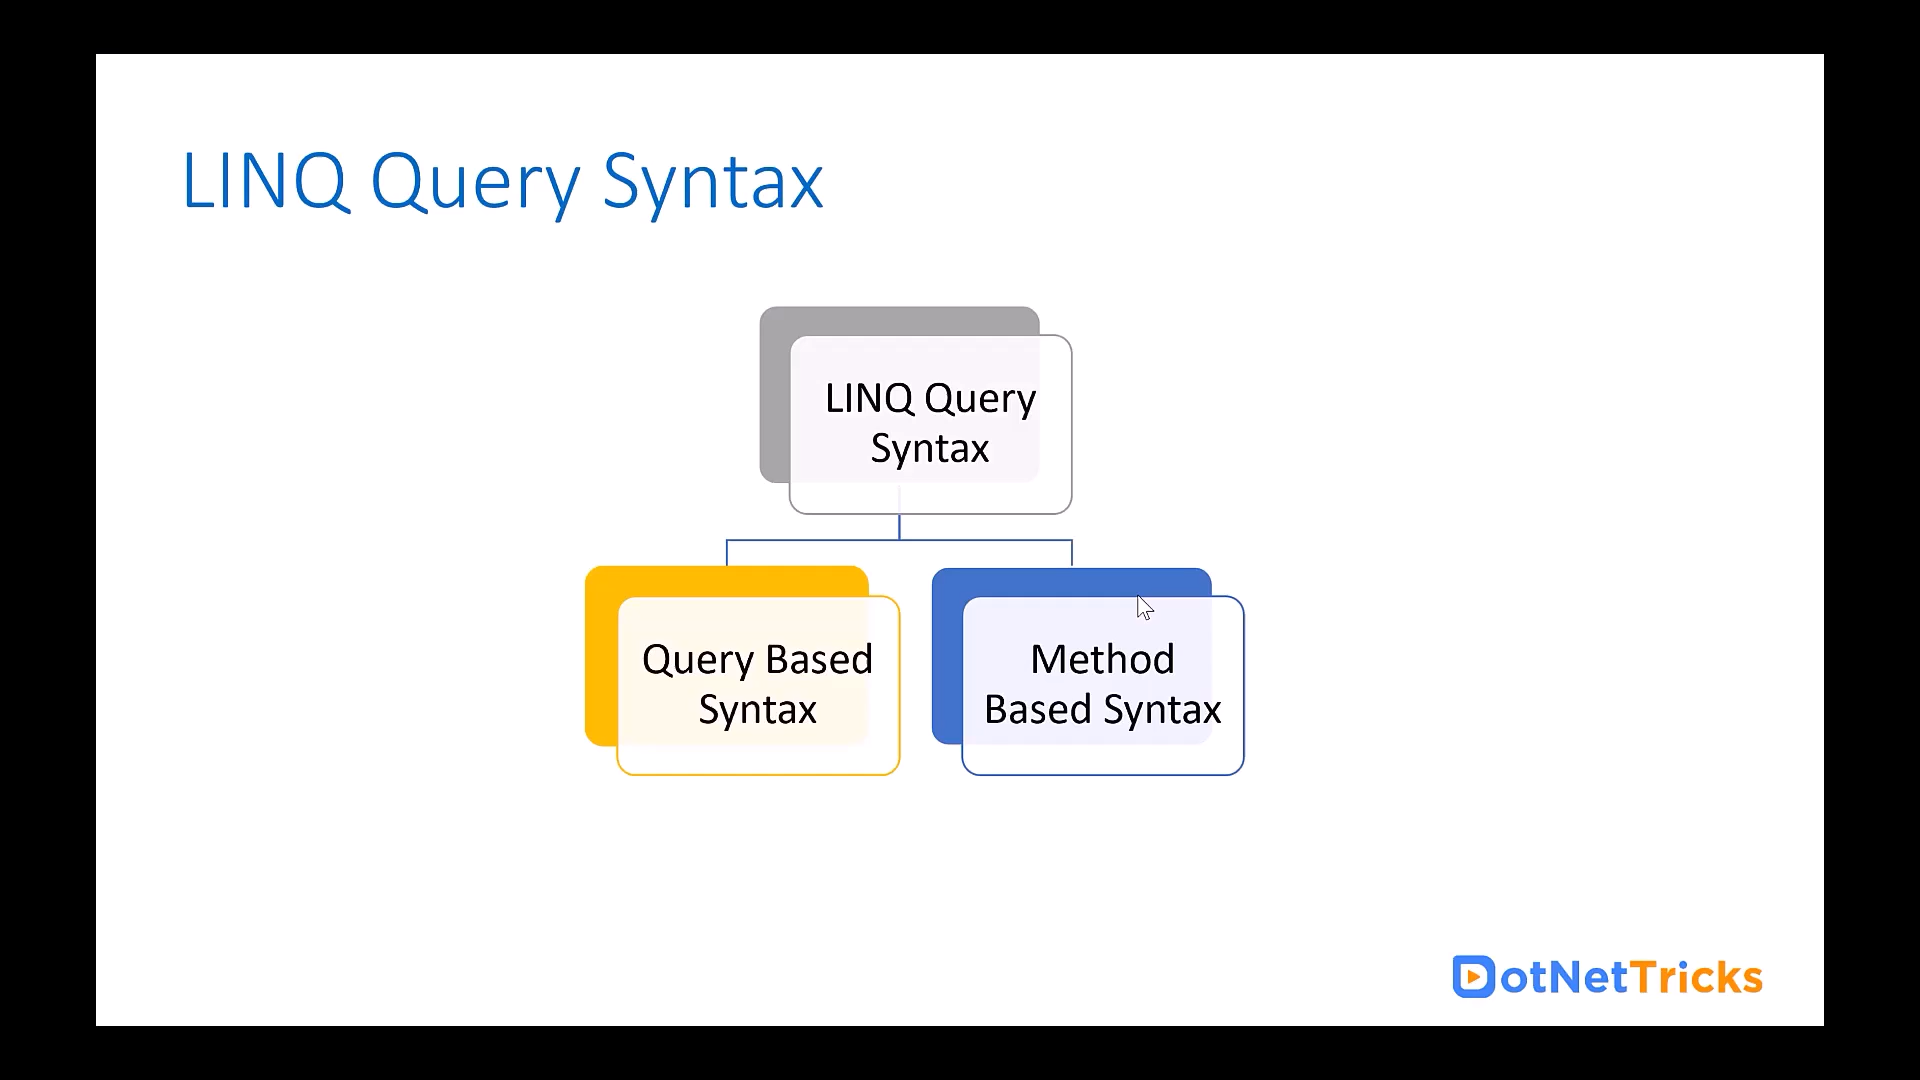 LINQ Query Syntax
LINQ Query
Syntax
Query Based
Syntax
Method
Based Syntax
DotNetTricks